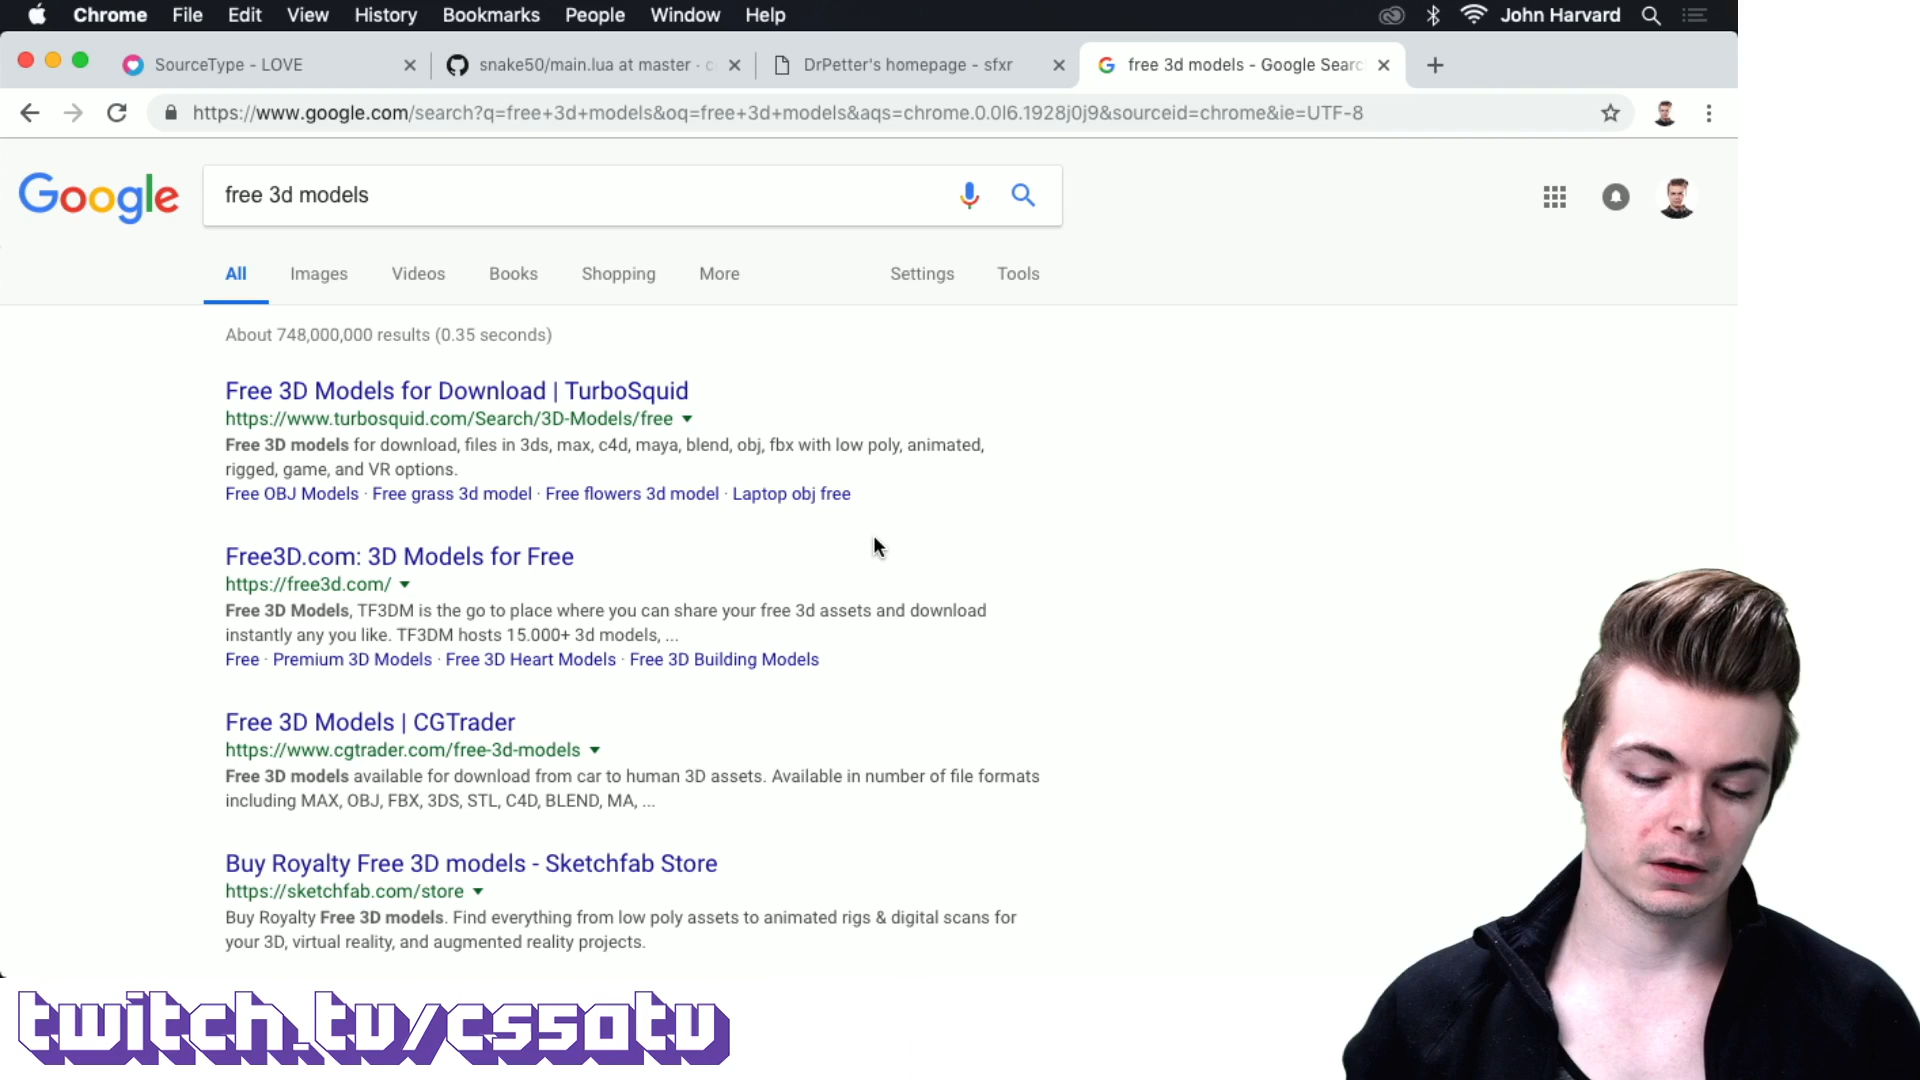 Chrome File Edit View History Bookmarks People Window Help John Harvard
SourceType - LOVE snake50/main.lua at master · c DrPetter's homepage - sfxr free 3d models - Google Searc
https://www.google.com/search?q=free+3d+models&oq=free+3d+models&aqs=chrome.0.0l6.1928j0j9&sourceid=chrome&ie=UTF-8
Google free 3d models
All Images Videos Books Shopping More Settings Tools
About 748,000,000 results (0.35 seconds)
Free 3D Models for Download | TurboSquid
https://www.turbosquid.com/Search/3D-Models/free
Free 3D models for download, files in 3ds, max, c4d, maya, blend, obj, fbx with low poly, animated,
rigged, game, and VR options.
Free OBJ Models · Free grass 3d model · Free flowers 3d model · Laptop obj free
Free3D.com: 3D Models for Free
https://free3d.com/
Free 3D Models, TF3DM is the go to place where you can share your free 3d assets and download
instantly any you like. TF3DM hosts 15.000+ 3d models, ...
Free · Premium 3D Models · Free 3D Heart Models · Free 3D Building Models
Free 3D Models | CGTrader
https://www.cgtrader.com/free-3d-models
Free 3D models available for download from car to human 3D assets. Available in number of file formats
including MAX, OBJ, FBX, 3DS, STL, C4D, BLEND, MA, ...
Buy Royalty Free 3D models - Sketchfab Store
https://sketchfab.com/store
Buy Royalty Free 3D models. Find everything from low poly assets to animated rigs & digital scans for
your 3D, virtual reality, and augmented reality projects.
twitch.tv/cs50tv